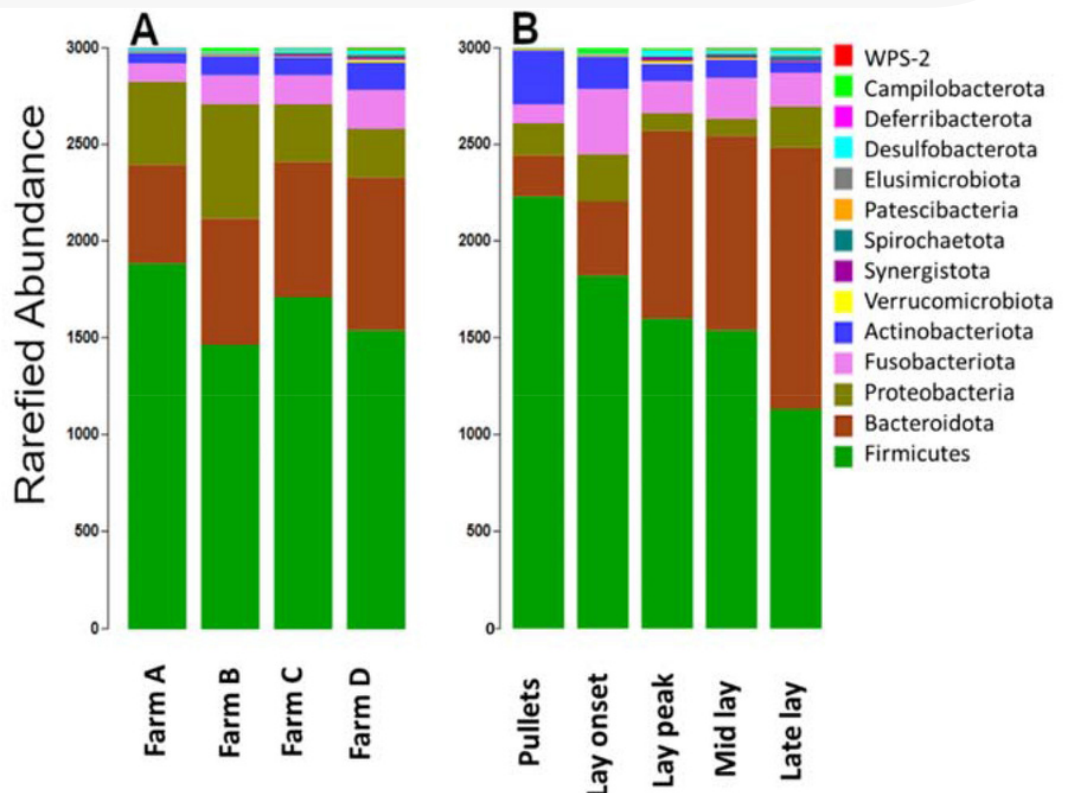 A
B
Rarefied Abundance
3000
2500
2000
1500
1000
500
0
Farm A
Farm B
Farm C
Farm D
3000
2500
2000
1500
1000
500
0
Pullets
Lay onset
Lay peak
Mid lay
Late lay
WPS-2
Campilobacterota
Deferribacterota
Desulfobacterota
Elusimicrobiota
Patescibacteria
Spirochaetota
Synergistota
Verrucomicrobiota
Actinobacteriota
Fusobacteriota
Proteobacteria
Bacteroidota
Firmicutes